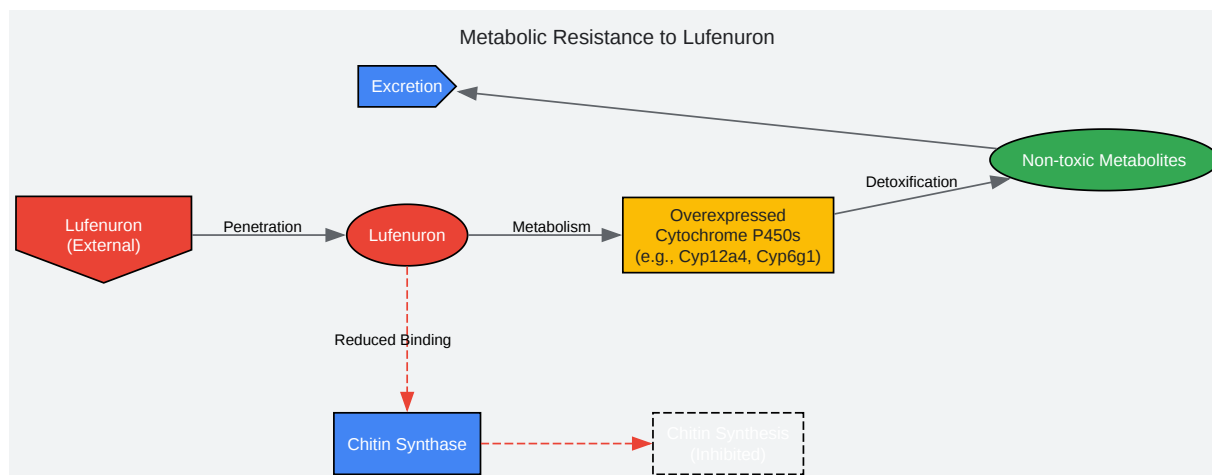 Metabolic Resistance to Lufenuron
Excretion
Non-toxic Metabolites
Detoxification
Lufenuron
(External)
Penetration
Lufenuron
Metabolism
Overexpressed
Cytochrome P450s
(e.g., Cyp12a4, Cyp6g1)
Reduced Binding
Chitin Synthase
Chitin Synthesis
(Inhibited)